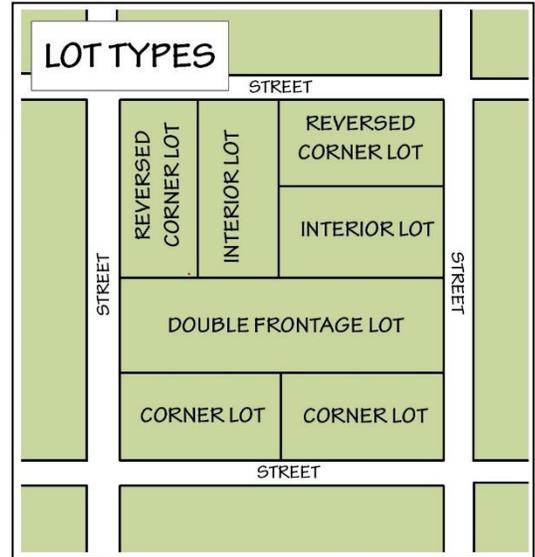 LOT TYPES
STREET
REVERSED
CORNER LOT
INTERIOR LOT
REVERSED
CORNER LOT
INTERIOR LOT
STREET
STREET
DOUBLE FRONTAGE LOT
CORNER LOT
CORNER LOT
STREET